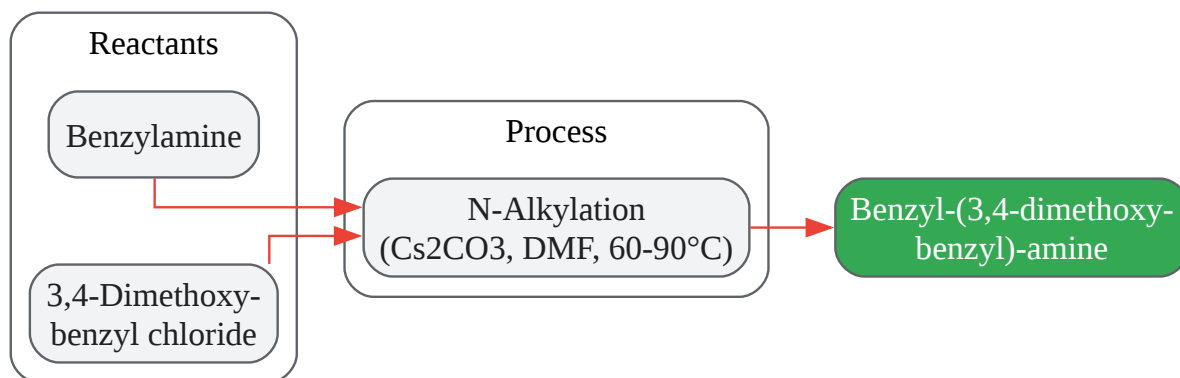 Reactants
Benzylamine
3,4-Dimethoxy-
benzyl chloride
Process
N-Alkylation
(Cs2CO3, DMF, 60-90°C)
Benzyl-(3,4-dimethoxy-
benzyl)-amine